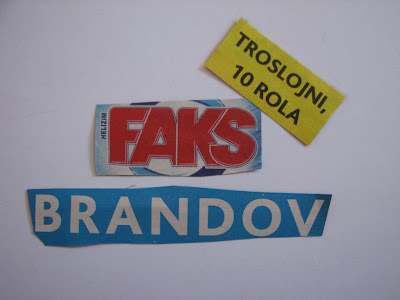 TROSLOJNI,
10 ROLA
HELIZIM
FAKS
BRANDOV